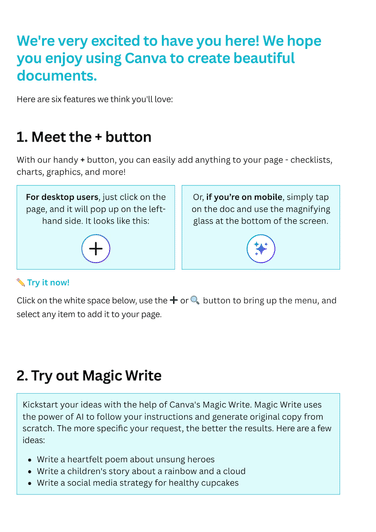 We're very excited to have you here! We hope
you enjoy using Canva to create beautiful
documents.
Here are six features we think you'll love:
1. Meet the + button
With our handy + button, you can easily add anything to your page - checklists,
charts, graphics, and more!
For desktop users, just click on the
page, and it will pop up on the left-
hand side. It looks like this:
Or, if you're on mobile, simply tap
on the doc and use the magnifying
glass at the bottom of the screen.
✏️ Try it now!
Click on the white space below, use the ➕ or 🔍 button to bring up the menu, and
select any item to add it to your page.
2. Try out Magic Write
Kickstart your ideas with the help of Canva's Magic Write. Magic Write uses
the power of AI to follow your instructions and generate original copy from
scratch. The more specific your request, the better the results. Here are a few
ideas:
• Write a heartfelt poem about unsung heroes
• Write a children's story about a rainbow and a cloud
• Write a social media strategy for healthy cupcakes